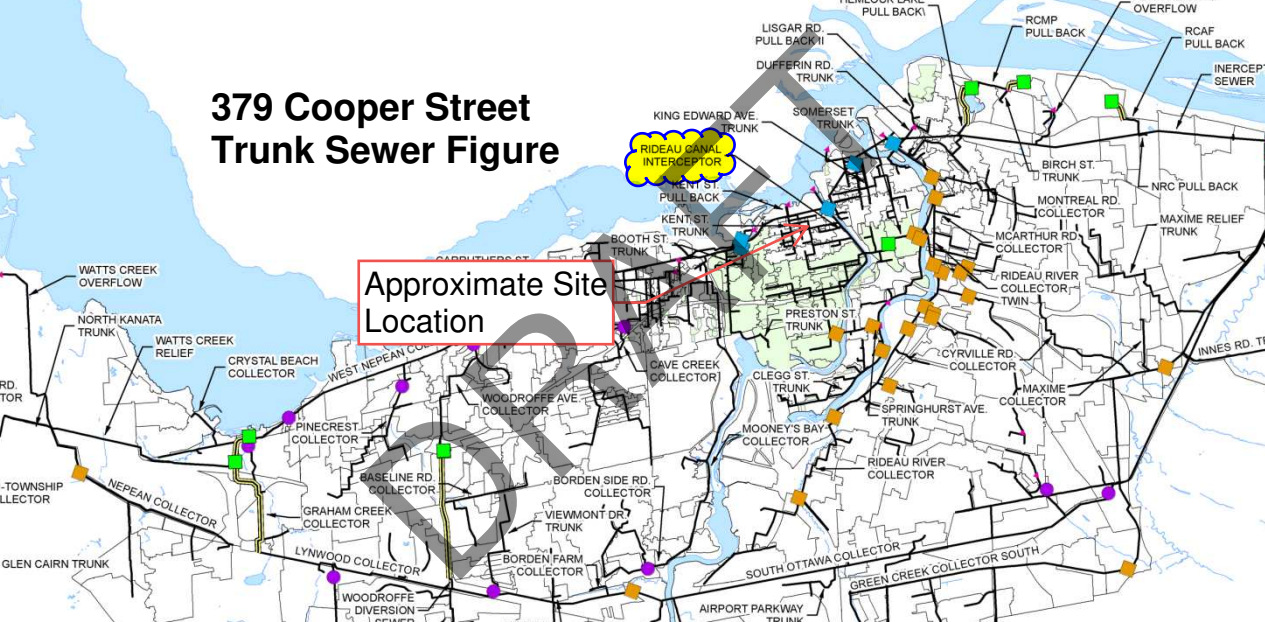 PULL BACK\
OVERFLOW
LISGAR RD.
PULL BACK II
RCMP
PULL BACK
RCAF
PULL BACK
DUFFERIN RD.
TRUNK
SEWER
379 Cooper Street
Trunk Sewer Figure
KING EDWARD AVE.
TRUNK
SOMERSET
TRUNK
RIDEAU CANAL
INTERCEPTOR
BIRCH ST.
TRUNK
NRC PULL BACK
KENT ST.
PULL BACK
MONTREAL RD.
COLLECTOR
KENT ST.
TRUNK
MAXIME RELIEF
TRUNK
BOOTH ST.
TRUNK
MCARTHUR RD.
COLLECTOR
WATTS CREEK
OVERFLOW
Approximate Site
Location
RIDEAU RIVER
COLLECTOR
TWIN
NORTH KANATA
TRUNK
PRESTON ST.
TRUNK
WATTS CREEK
RELIEF
CRYSTAL BEACH
COLLECTOR
WEST NEPEAN
CAVE CREEK
COLLECTOR
CYRVILLE RD.
COLLECTOR
INNES RD.
RD.
TOR
CLEGG ST.
TRUNK
MAXIME
COLLECTOR
WOODROFFE AVE.
COLLECTOR
SPRINGHURST AVE.
TRUNK
PINECREST
COLLECTOR
MOONEY'S BAY
COLLECTOR
RIDEAU RIVER
COLLECTOR
-TOWNSHIP
LLECTOR
NEPEAN COLLECTOR
BASELINE RD.
COLLECTOR
BORDEN SIDE RD.
COLLECTOR
GRAHAM CREEK
COLLECTOR
VIEWMONT DR.
TRUNK
GLEN CAIRN TRUNK
LYNWOOD COLLECTOR
BORDEN FARM
COLLECTOR
SOUTH OTTAWA COLLECTOR
GREEN CREEK COLLECTOR SOUTH
WOODROFFE
DIVERSION
SEWER
AIRPORT PARKWAY
TRUNK
DRAFT